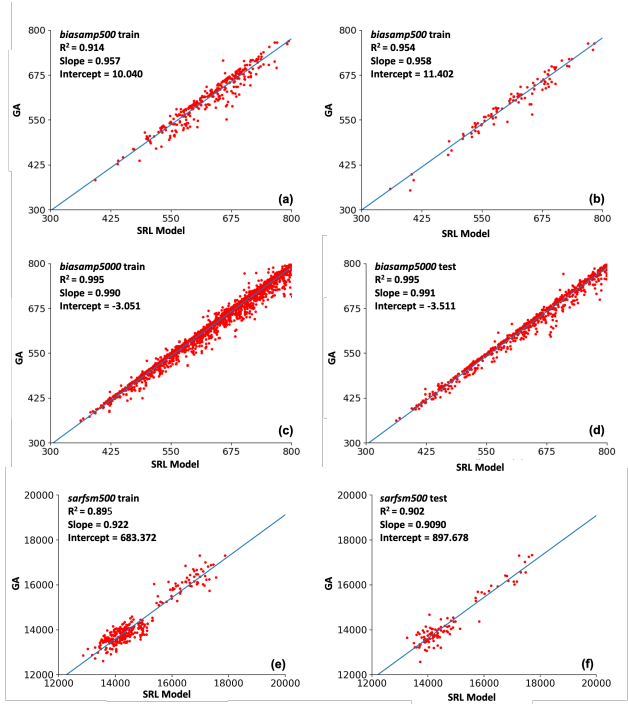 800
biasamp500 train
R² = 0.914
Slope = 0.957
Intercept = 10.040
675
GA
550
425
300
(a)
300 425 550 675 800
SRL Model
800
biasamp500 train
R² = 0.954
Slope = 0.958
Intercept = 11.402
675
GA
550
425
300
(b)
300 425 550 675 800
SRL Model
800
biasamp5000 train
R² = 0.995
Slope = 0.990
Intercept = -3.051
675
GA
550
425
300
(c)
300 425 550 675 800
SRL Model
800
biasamp5000 test
R² = 0.995
Slope = 0.991
Intercept = -3.511
675
GA
550
425
300
(d)
300 425 550 675 800
SRL Model
20000
sarfsm500 train
R² = 0.895
Slope = 0.922
Intercept = 683.372
18000
GA
16000
14000
12000
(e)
12000 14000 16000 18000 20000
SRL Model
20000
sarfsm500 test
R² = 0.902
Slope = 0.9090
Intercept = 897.678
18000
GA
16000
14000
12000
(f)
12000 14000 16000 18000 20000
SRL Model